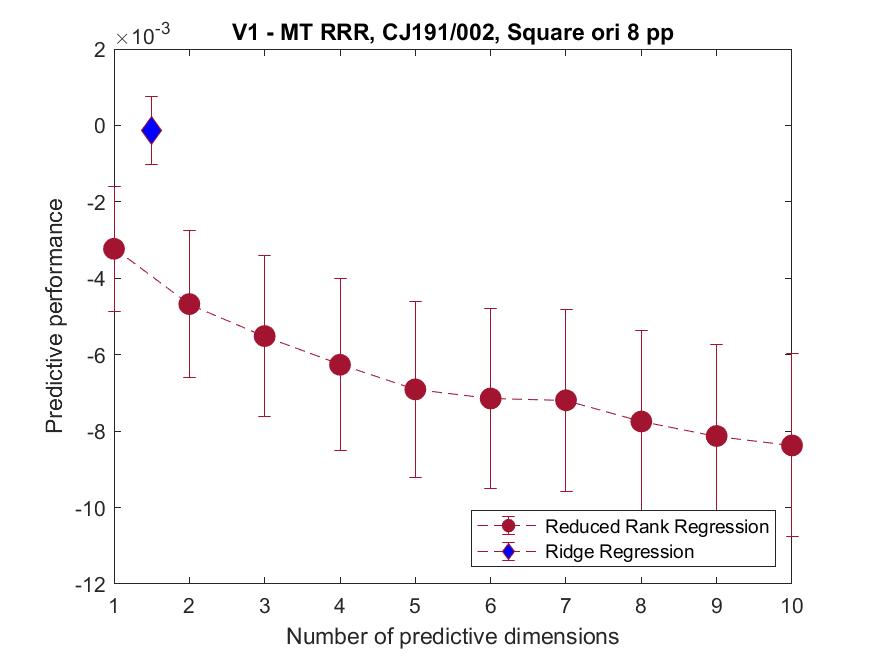 ×10-3
V1 - MT RRR, CJ191/002, Square ori 8 pp
2
0
-2
-4
-6
-8
-10
-12
Predictive performance
1 2 3 4 5 6 7 8 9 10
Number of predictive dimensions
Reduced Rank Regression
Ridge Regression